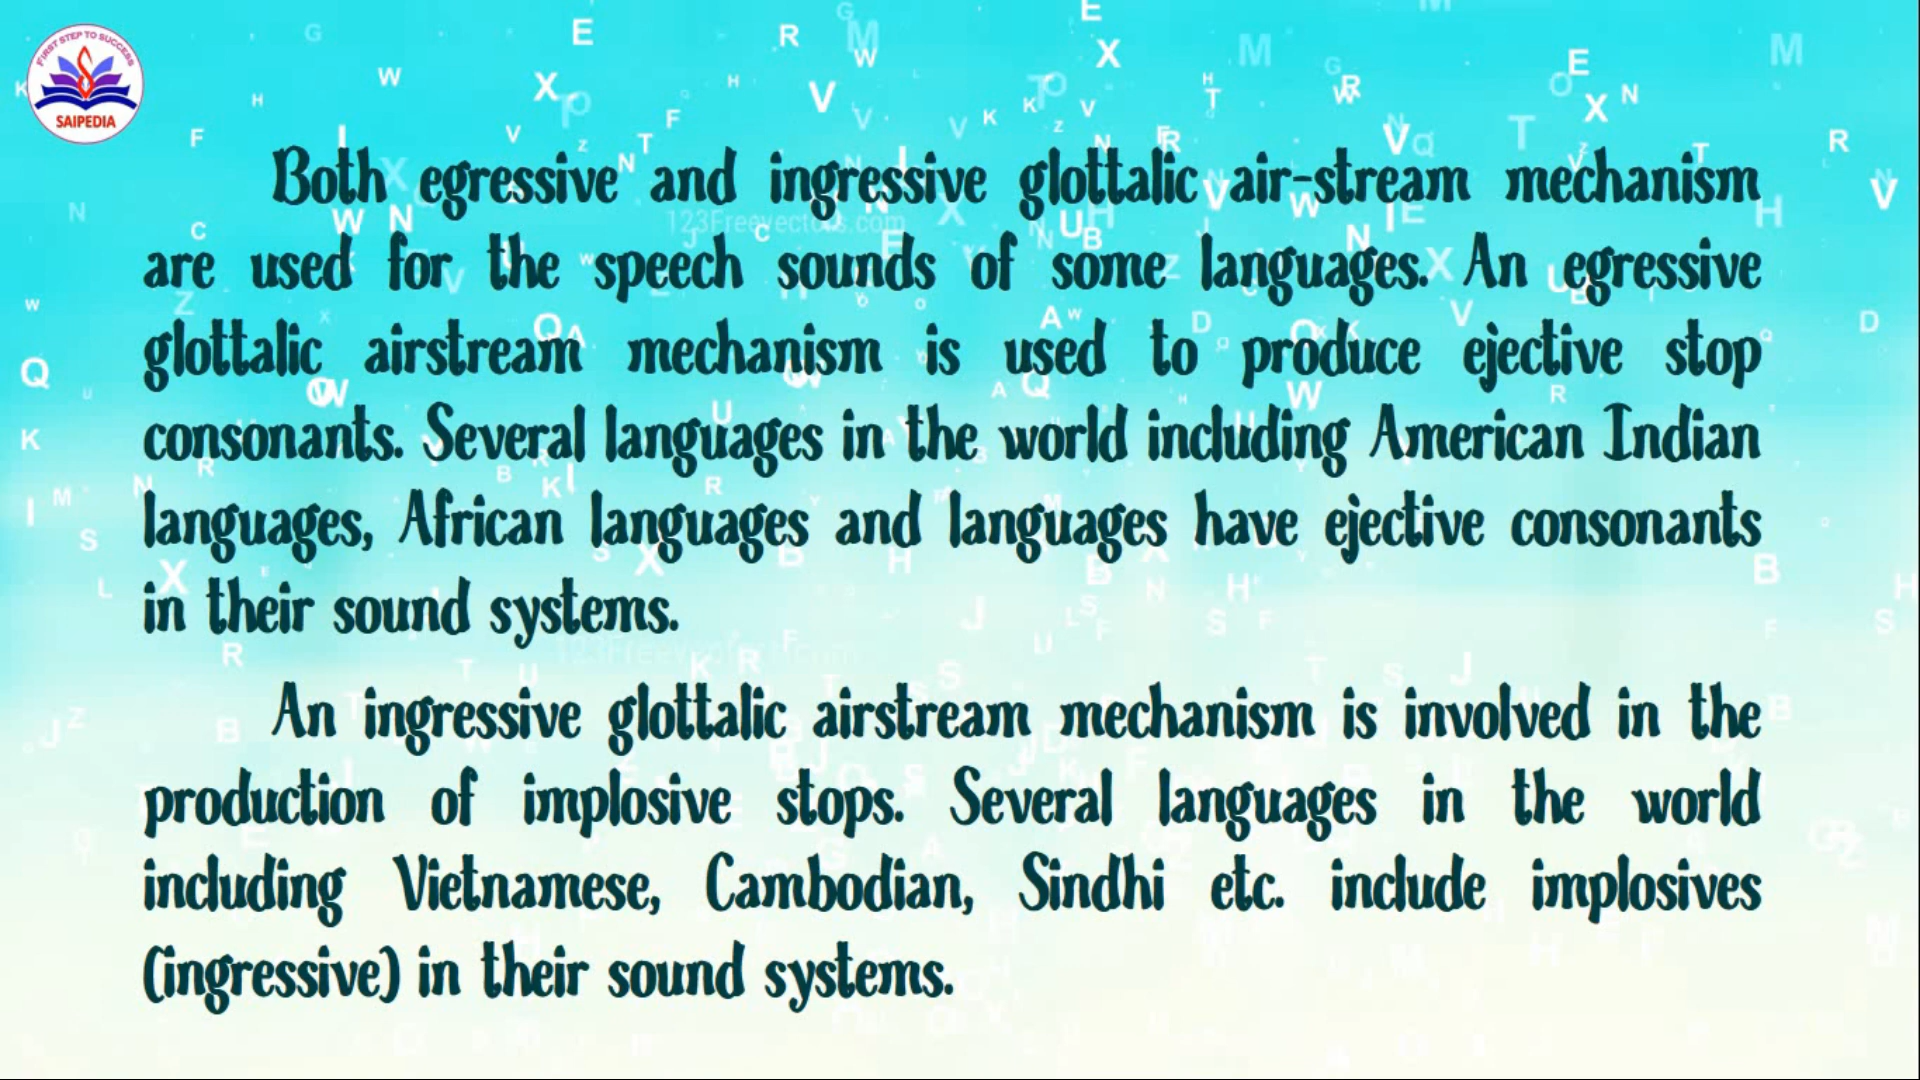 FIRST STEP TO SUCCESS
SAIPEDIA
Both egressive and ingressive glottalic air-stream mechanism
are used for the speech sounds of some languages. An egressive
glottalic airstream mechanism is used to produce ejective stop
consonants. Several languages in the world including American Indian
languages, African languages and languages have ejective consonants
in their sound systems.
An ingressive glottalic airstream mechanism is involved in the
production of implosive stops. Several languages in the world
including Vietnamese, Cambodian, Sindhi etc. include implosives
(ingressive) in their sound systems.
123Freevectors.com